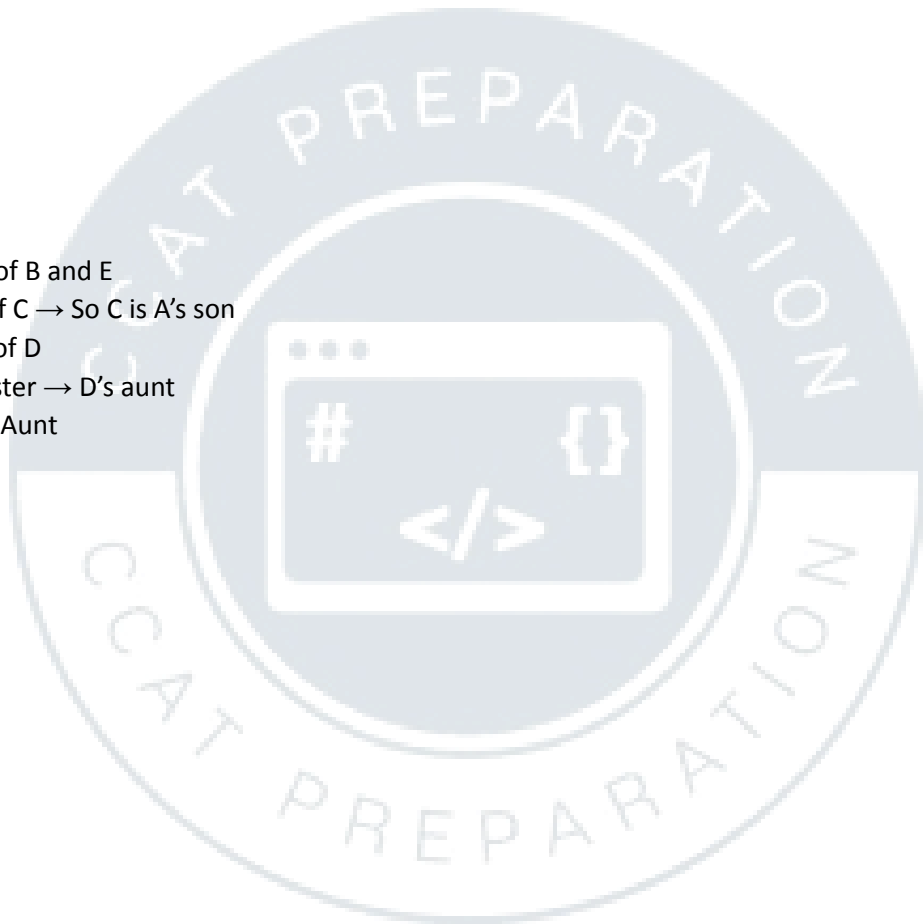 CCAT PREPARATION
of B and E
f C → So C is A’s son
of D
ster → D’s aunt
Aunt
# {}
</>
CCAT PREPARATION